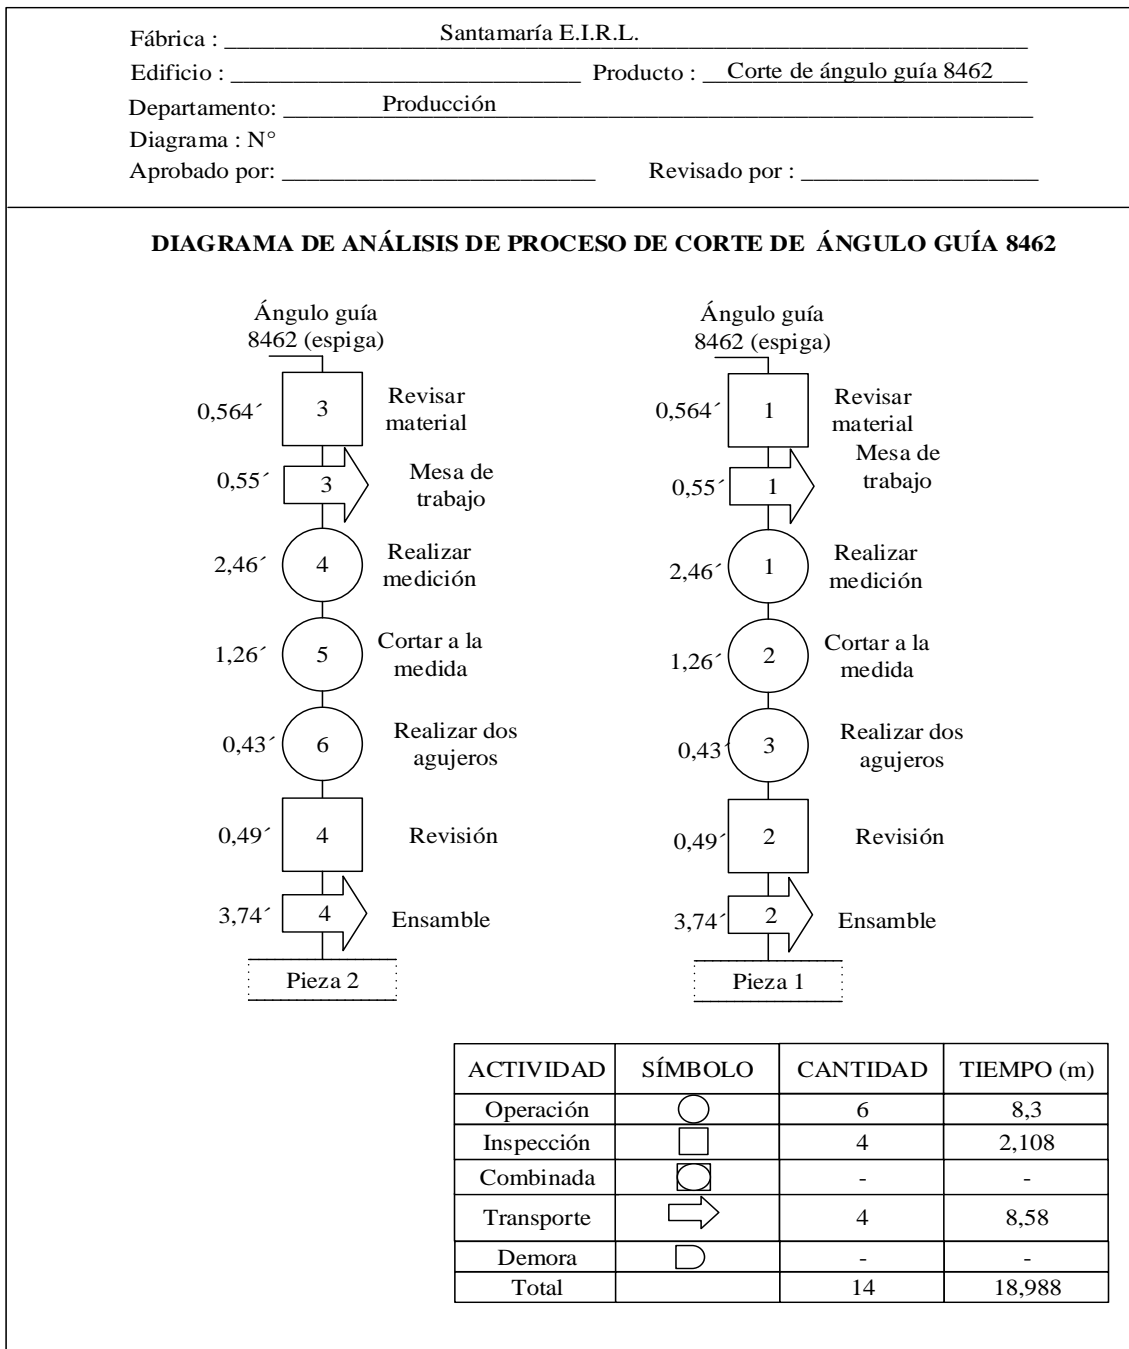 Fábrica : Santamaría E.I.R.L.
Edificio : Producto : Corte de ángulo guía 8462
Departamento: Producción
Diagrama : N°
Aprobado por: Revisado por :
DIAGRAMA DE ANÁLISIS DE PROCESO DE CORTE DE ÁNGULO GUÍA 8462
Ángulo guía
8462 (espiga)
0,564´ 3 Revisar
material
0,55´ 3 Mesa de
trabajo
2,46´ 4 Realizar
medición
1,26´ 5 Cortar a la
medida
0,43´ 6 Realizar dos
agujeros
0,49´ 4 Revisión
3,74´ 4 Ensamble
Pieza 2
Ángulo guía
8462 (espiga)
0,564´ 1 Revisar
material
0,55´ 1 Mesa de
trabajo
2,46´ 1 Realizar
medición
1,26´ 2 Cortar a la
medida
0,43´ 3 Realizar dos
agujeros
0,49´ 2 Revisión
3,74´ 2 Ensamble
Pieza 1
ACTIVIDAD SÍMBOLO CANTIDAD TIEMPO (m)
Operación 6 8,3
Inspección 4 2,108
Combinada - -
Transporte 4 8,58
Demora - -
Total 14 18,988